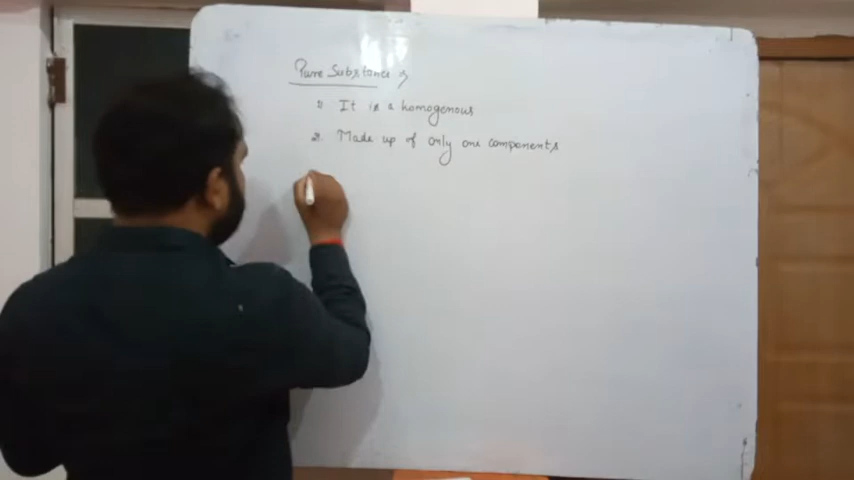 Pure Substance :
1) It is a homogenous
2. Made up of only one components